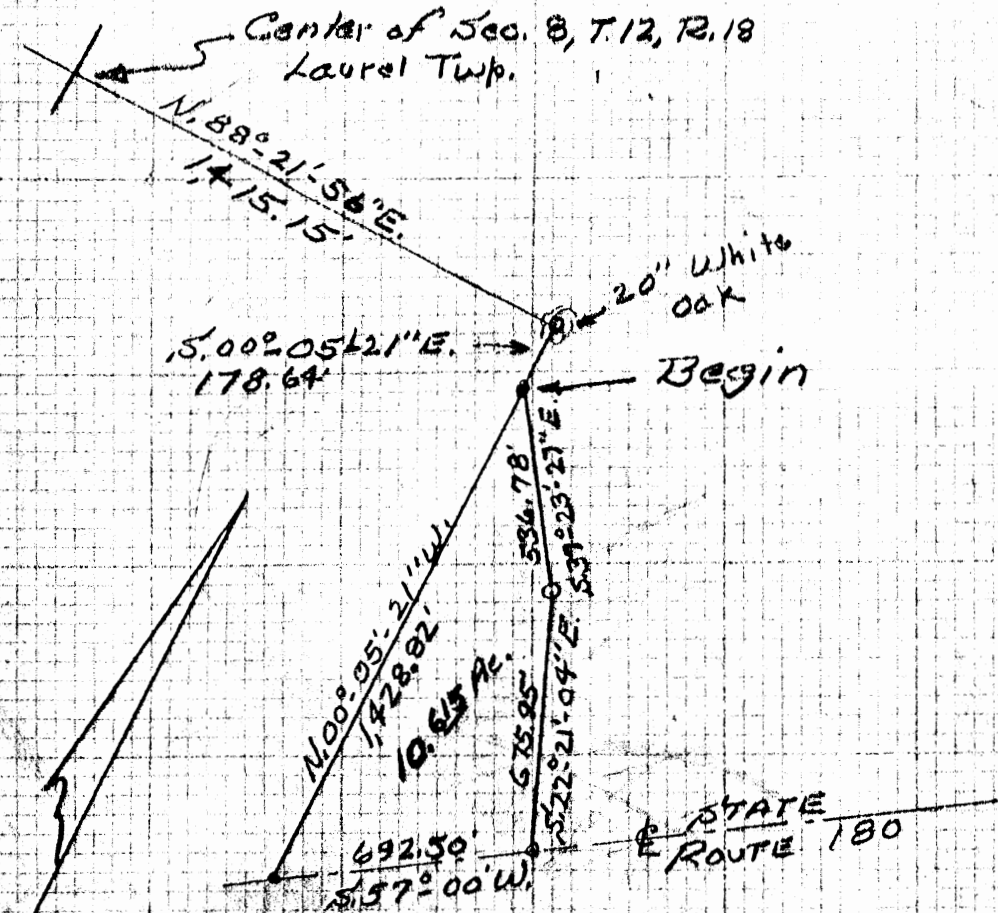 Center of Sec. 8, T.12, R.18
Laurel Twp.
N.88°-21'-56"E.
1,415.15'
20" White
oak
S.00°-05'-21"E.
178.64'
Begin
536.78'
S39°-23'-27"E.
N.00°-05'-21"W.
1,428.82'
10.615 Ac.
675.95'
S.22°-21'-04"E.
692.50'
S.57°-00'W.
℄ STATE
ROUTE 180